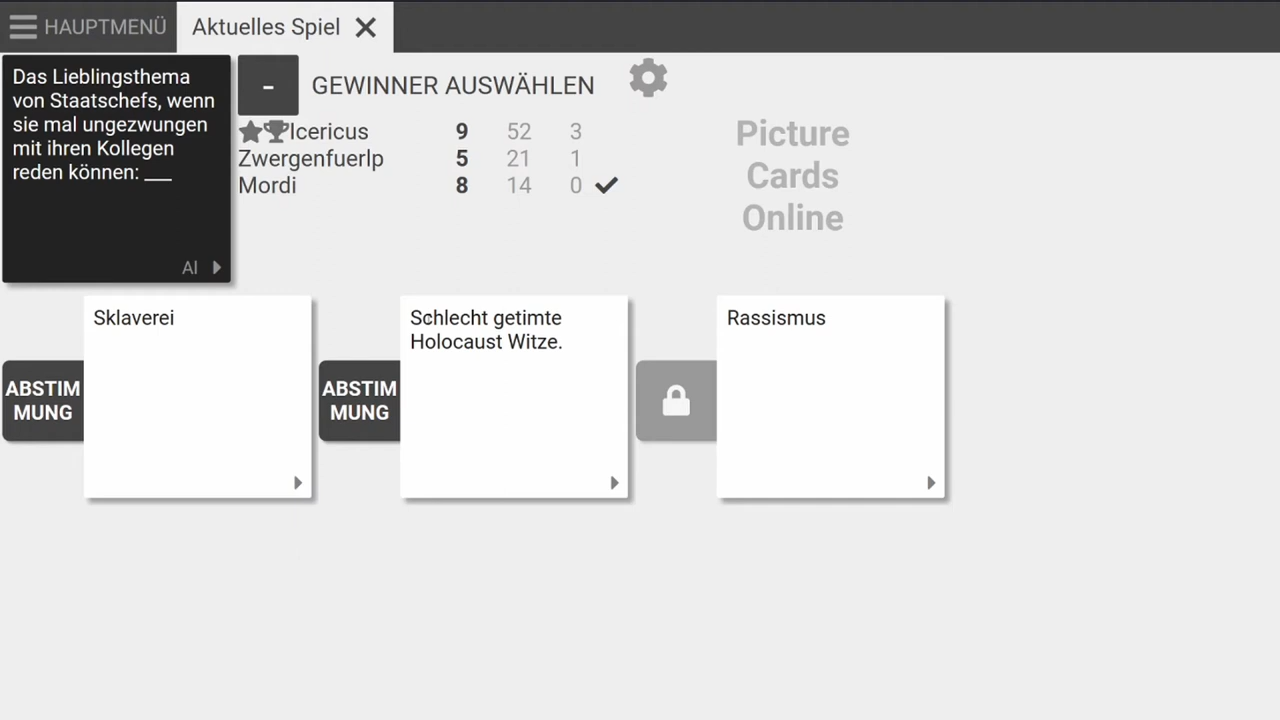 HAUPTMENÜ
Aktuelles Spiel
Das Lieblingsthema
von Staatschefs, wenn
sie mal ungezwungen
mit ihren Kollegen
reden können: ___
AI
-
GEWINNER AUSWÄHLEN
Icericus 9 52 3
Zwergenfuerlp 5 21 1
Mordi 8 14 0
Picture
Cards
Online
ABSTIM
MUNG
Sklaverei
ABSTIM
MUNG
Schlecht getimte
Holocaust Witze.
Rassismus